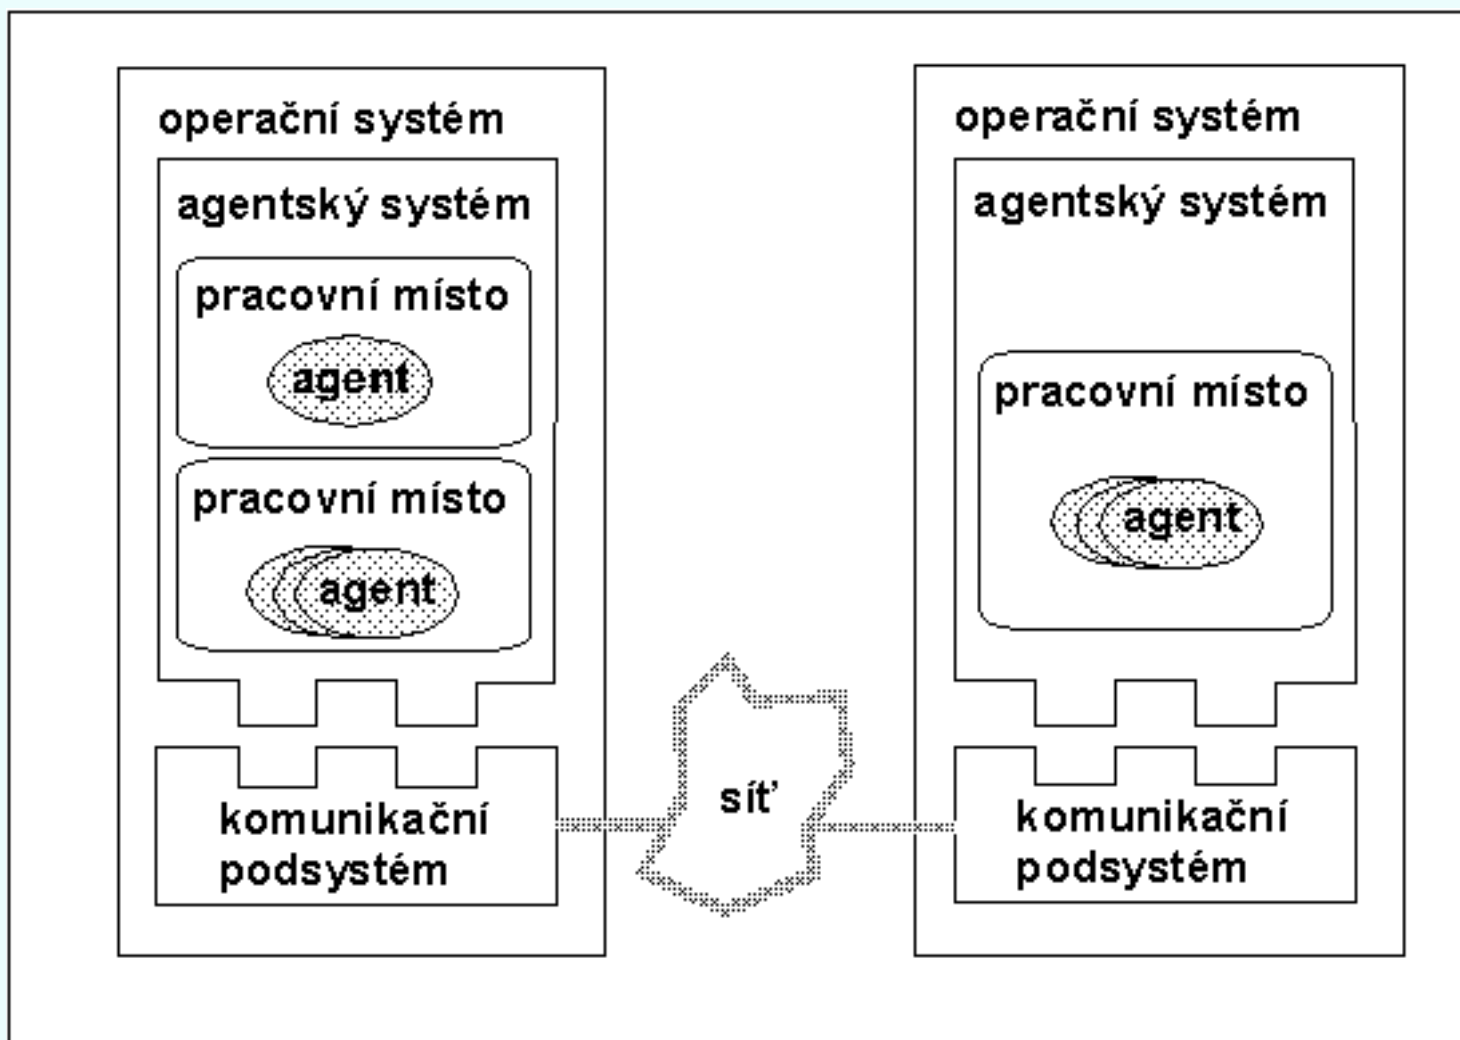 operační systém
agentský systém
pracovní místo
agent
pracovní místo
agent
komunikační
podsystém
síť
operační systém
agentský systém
pracovní místo
agent
komunikační
podsystém